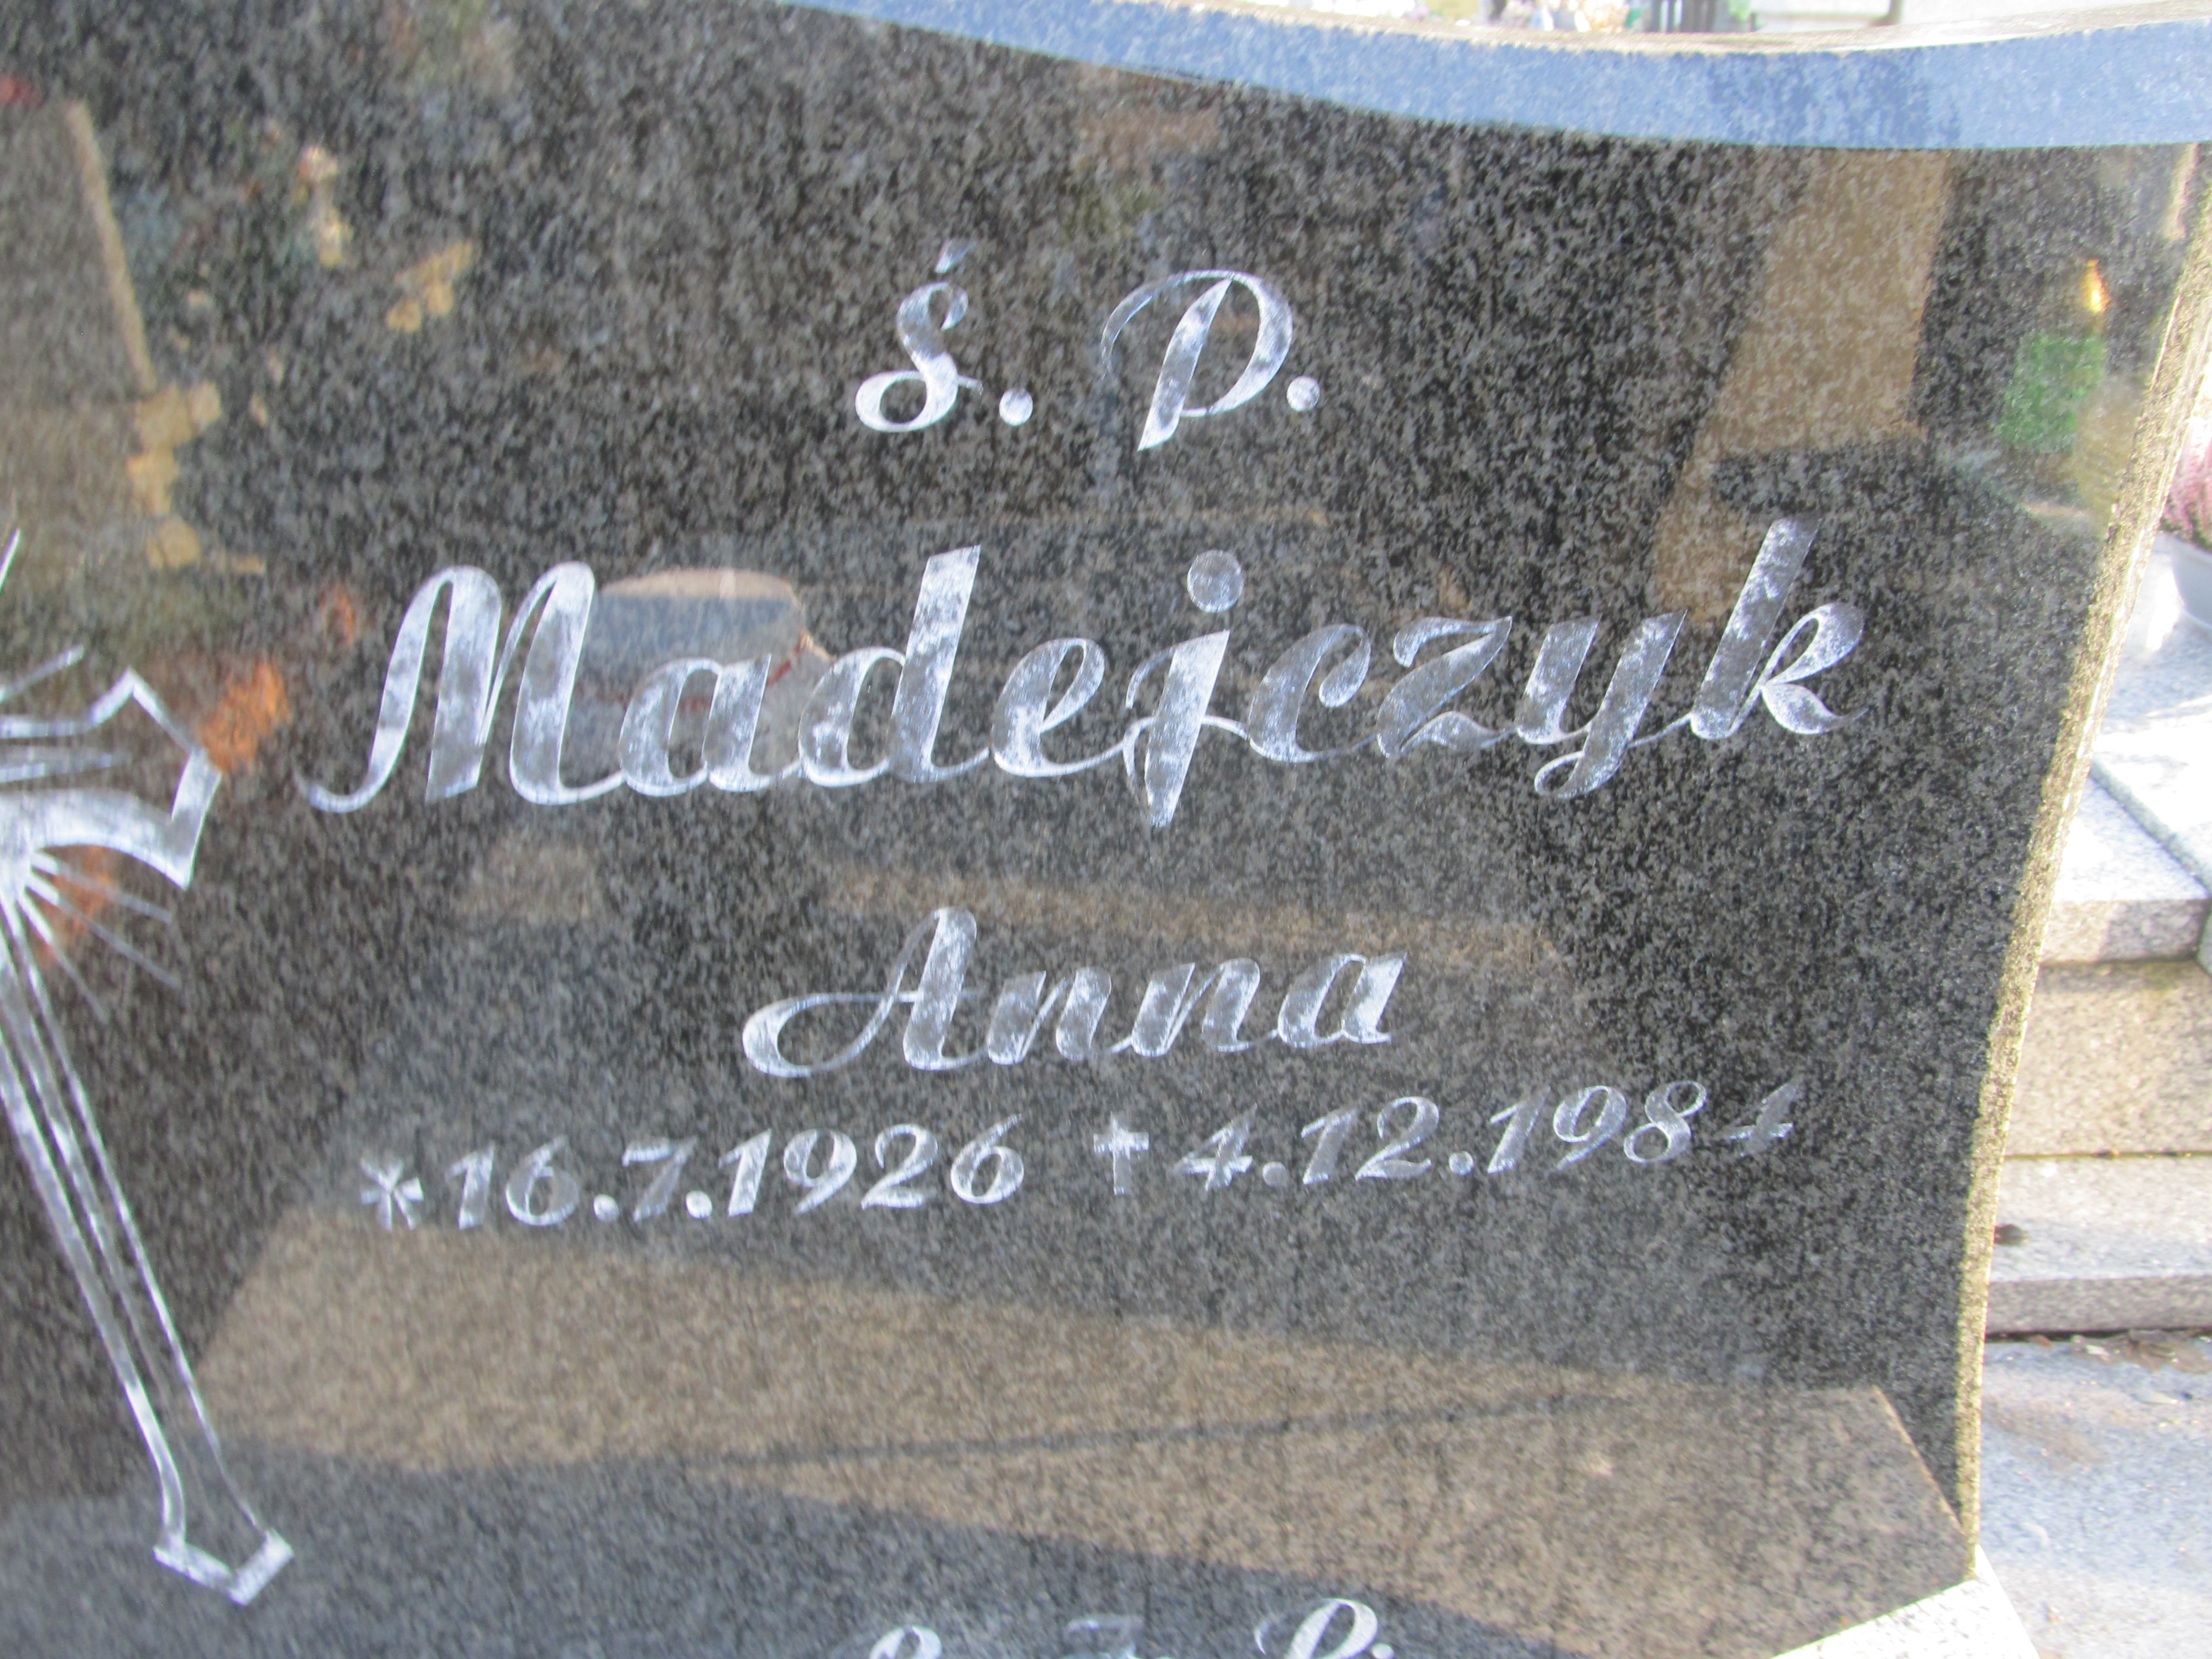 Ś. P.
Madejczyk
Anna
*16.7.1926 †4.12.1984